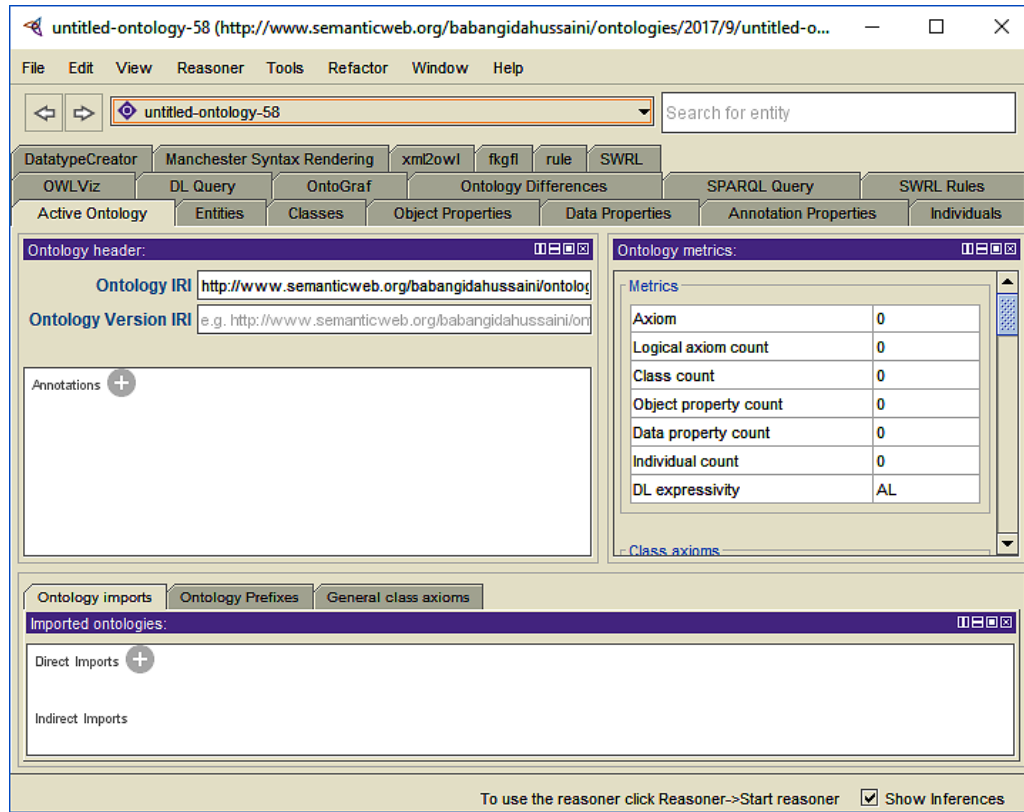 untitled-ontology-58 (http://www.semanticweb.org/babangidahussaini/ontologies/2017/9/untitled-o...
File Edit View Reasoner Tools Refactor Window Help
untitled-ontology-58 Search for entity
DatatypeCreator Manchester Syntax Rendering xml2owl fkgfl rule SWRL
OWLViz DL Query OntoGraf Ontology Differences SPARQL Query SWRL Rules
Active Ontology Entities Classes Object Properties Data Properties Annotation Properties Individuals
Ontology header:
Ontology IRI http://www.semanticweb.org/babangidahussaini/ontolog
Ontology Version IRI e.g. http://www.semanticweb.org/babangidahussaini/on
Annotations
Ontology metrics:
Metrics
Axiom 0
Logical axiom count 0
Class count 0
Object property count 0
Data property count 0
Individual count 0
DL expressivity AL
Class axioms
Ontology imports Ontology Prefixes General class axioms
Imported ontologies:
Direct Imports
Indirect Imports
To use the reasoner click Reasoner->Start reasoner Show Inferences